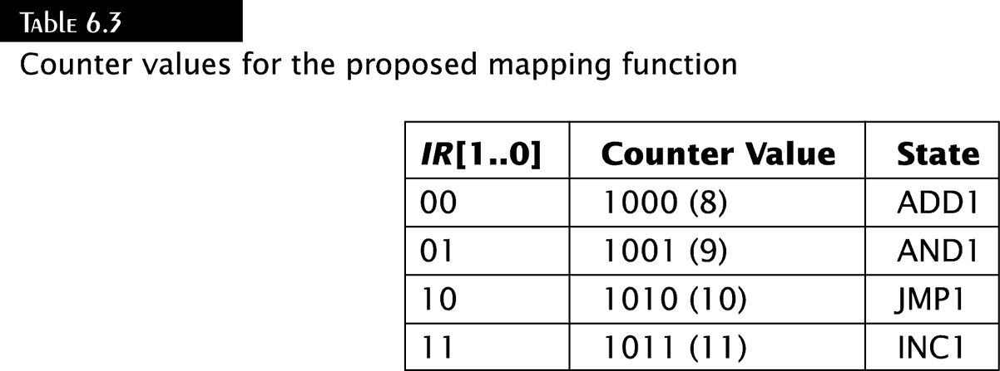 Table 6.3
Counter values for the proposed mapping function
IR[1..0] Counter Value State
00 1000 (8) ADD1
01 1001 (9) AND1
10 1010 (10) JMP1
11 1011 (11) INC1